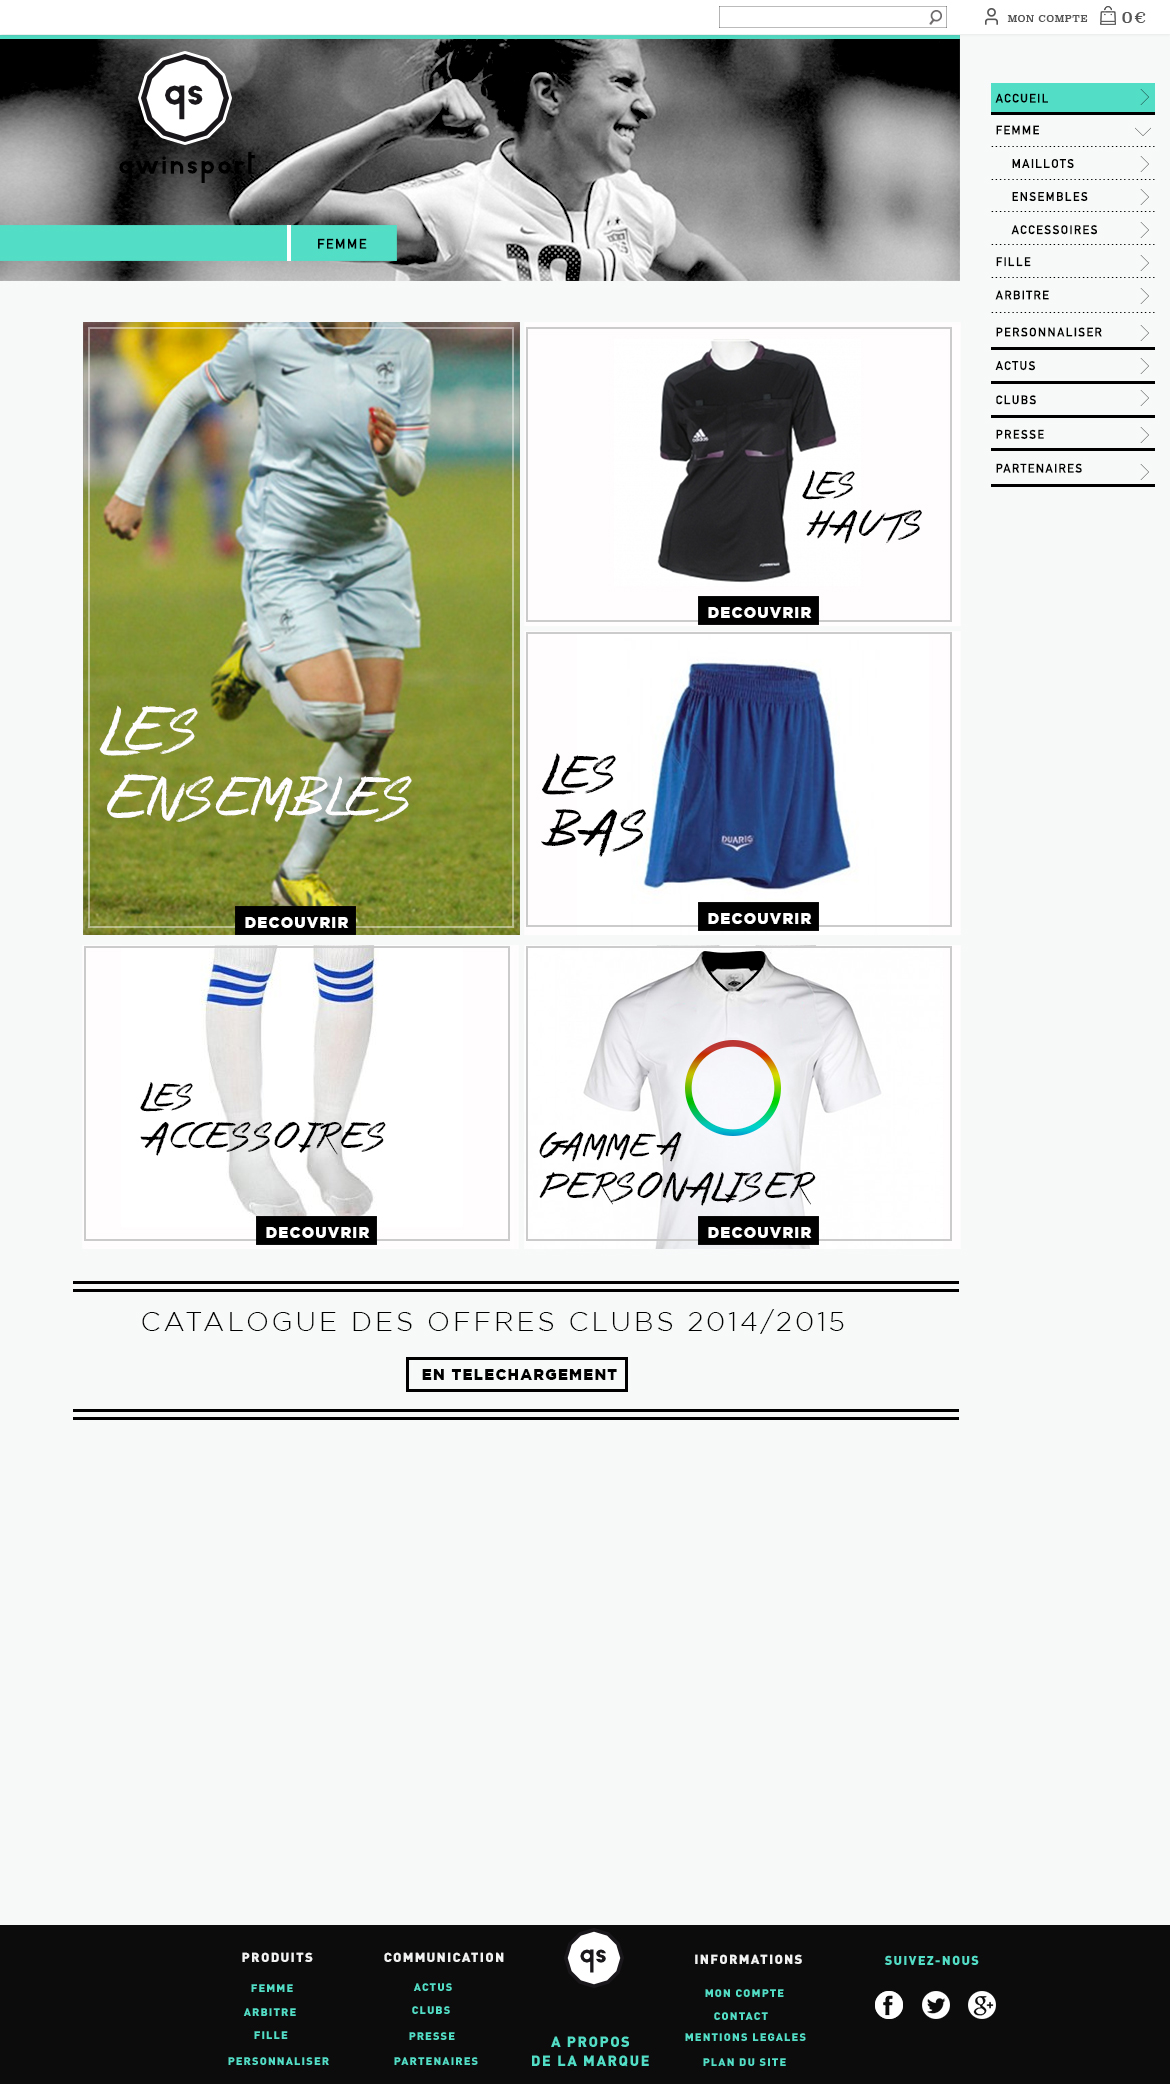 MON COMPTE
0€
qs
qwinsport
FEMME
ACCUEIL
FEMME
MAILLOTS
ENSEMBLES
ACCESSOIRES
FILLE
ARBITRE
PERSONNALISER
ACTUS
CLUBS
PRESSE
PARTENAIRES
10
LES
ENSEMBLES
DECOUVRIR
adidas
LES
HAUTS
DECOUVRIR
LES
BAS
DUARIG
DECOUVRIR
LES
ACCESSOIRES
DECOUVRIR
GAMME A
PERSONALISER
DECOUVRIR
CATALOGUE DES OFFRES CLUBS 2014/2015
EN TELECHARGEMENT
PRODUITS
FEMME
ARBITRE
FILLE
PERSONNALISER
COMMUNICATION
ACTUS
CLUBS
PRESSE
PARTENAIRES
qs
A PROPOS
DE LA MARQUE
INFORMATIONS
MON COMPTE
CONTACT
MENTIONS LEGALES
PLAN DU SITE
SUIVEZ-NOUS
f
g+